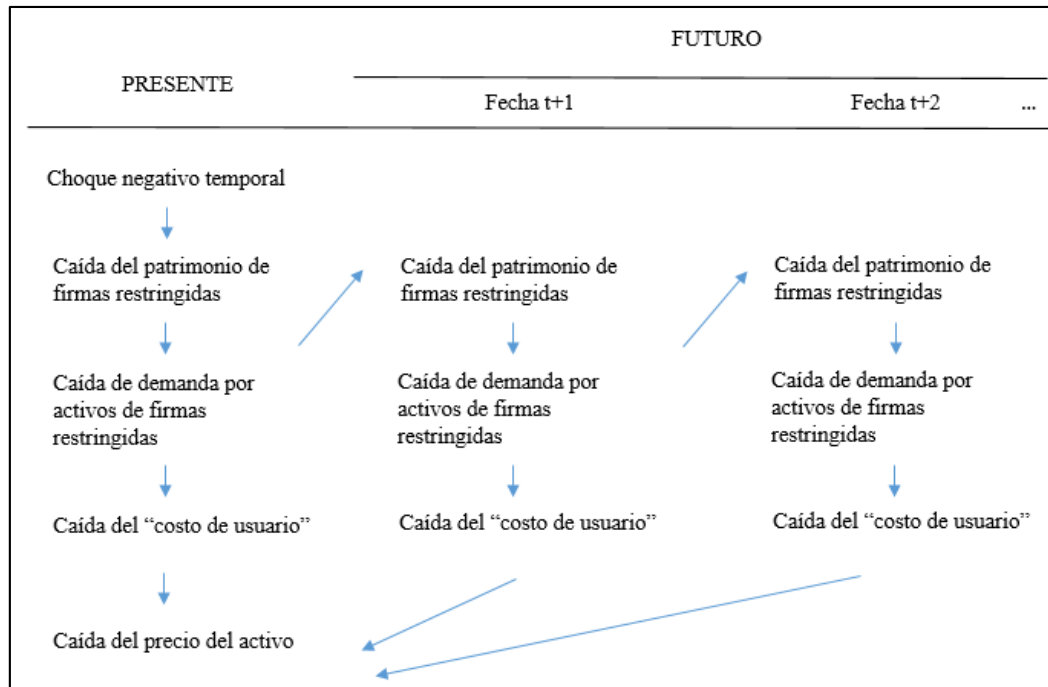 FUTURO
PRESENTE
Fecha t+1
Fecha t+2
...
Choque negativo temporal
Caída del patrimonio de
firmas restringidas
Caída del patrimonio de
firmas restringidas
Caída del patrimonio de
firmas restringidas
Caída de demanda por
activos de firmas
restringidas
Caída de demanda por
activos de firmas
restringidas
Caída de demanda por
activos de firmas
restringidas
Caída del “costo de usuario”
Caída del “costo de usuario”
Caída del “costo de usuario”
Caída del precio del activo